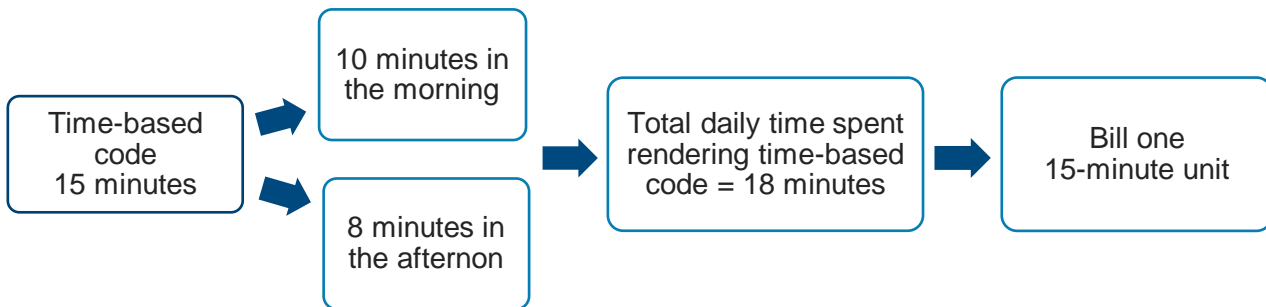 Time-based
code
15 minutes
10 minutes in
the morning
8 minutes in
the afternoon
Total daily time spent
rendering time-based
code = 18 minutes
Bill one
15-minute unit